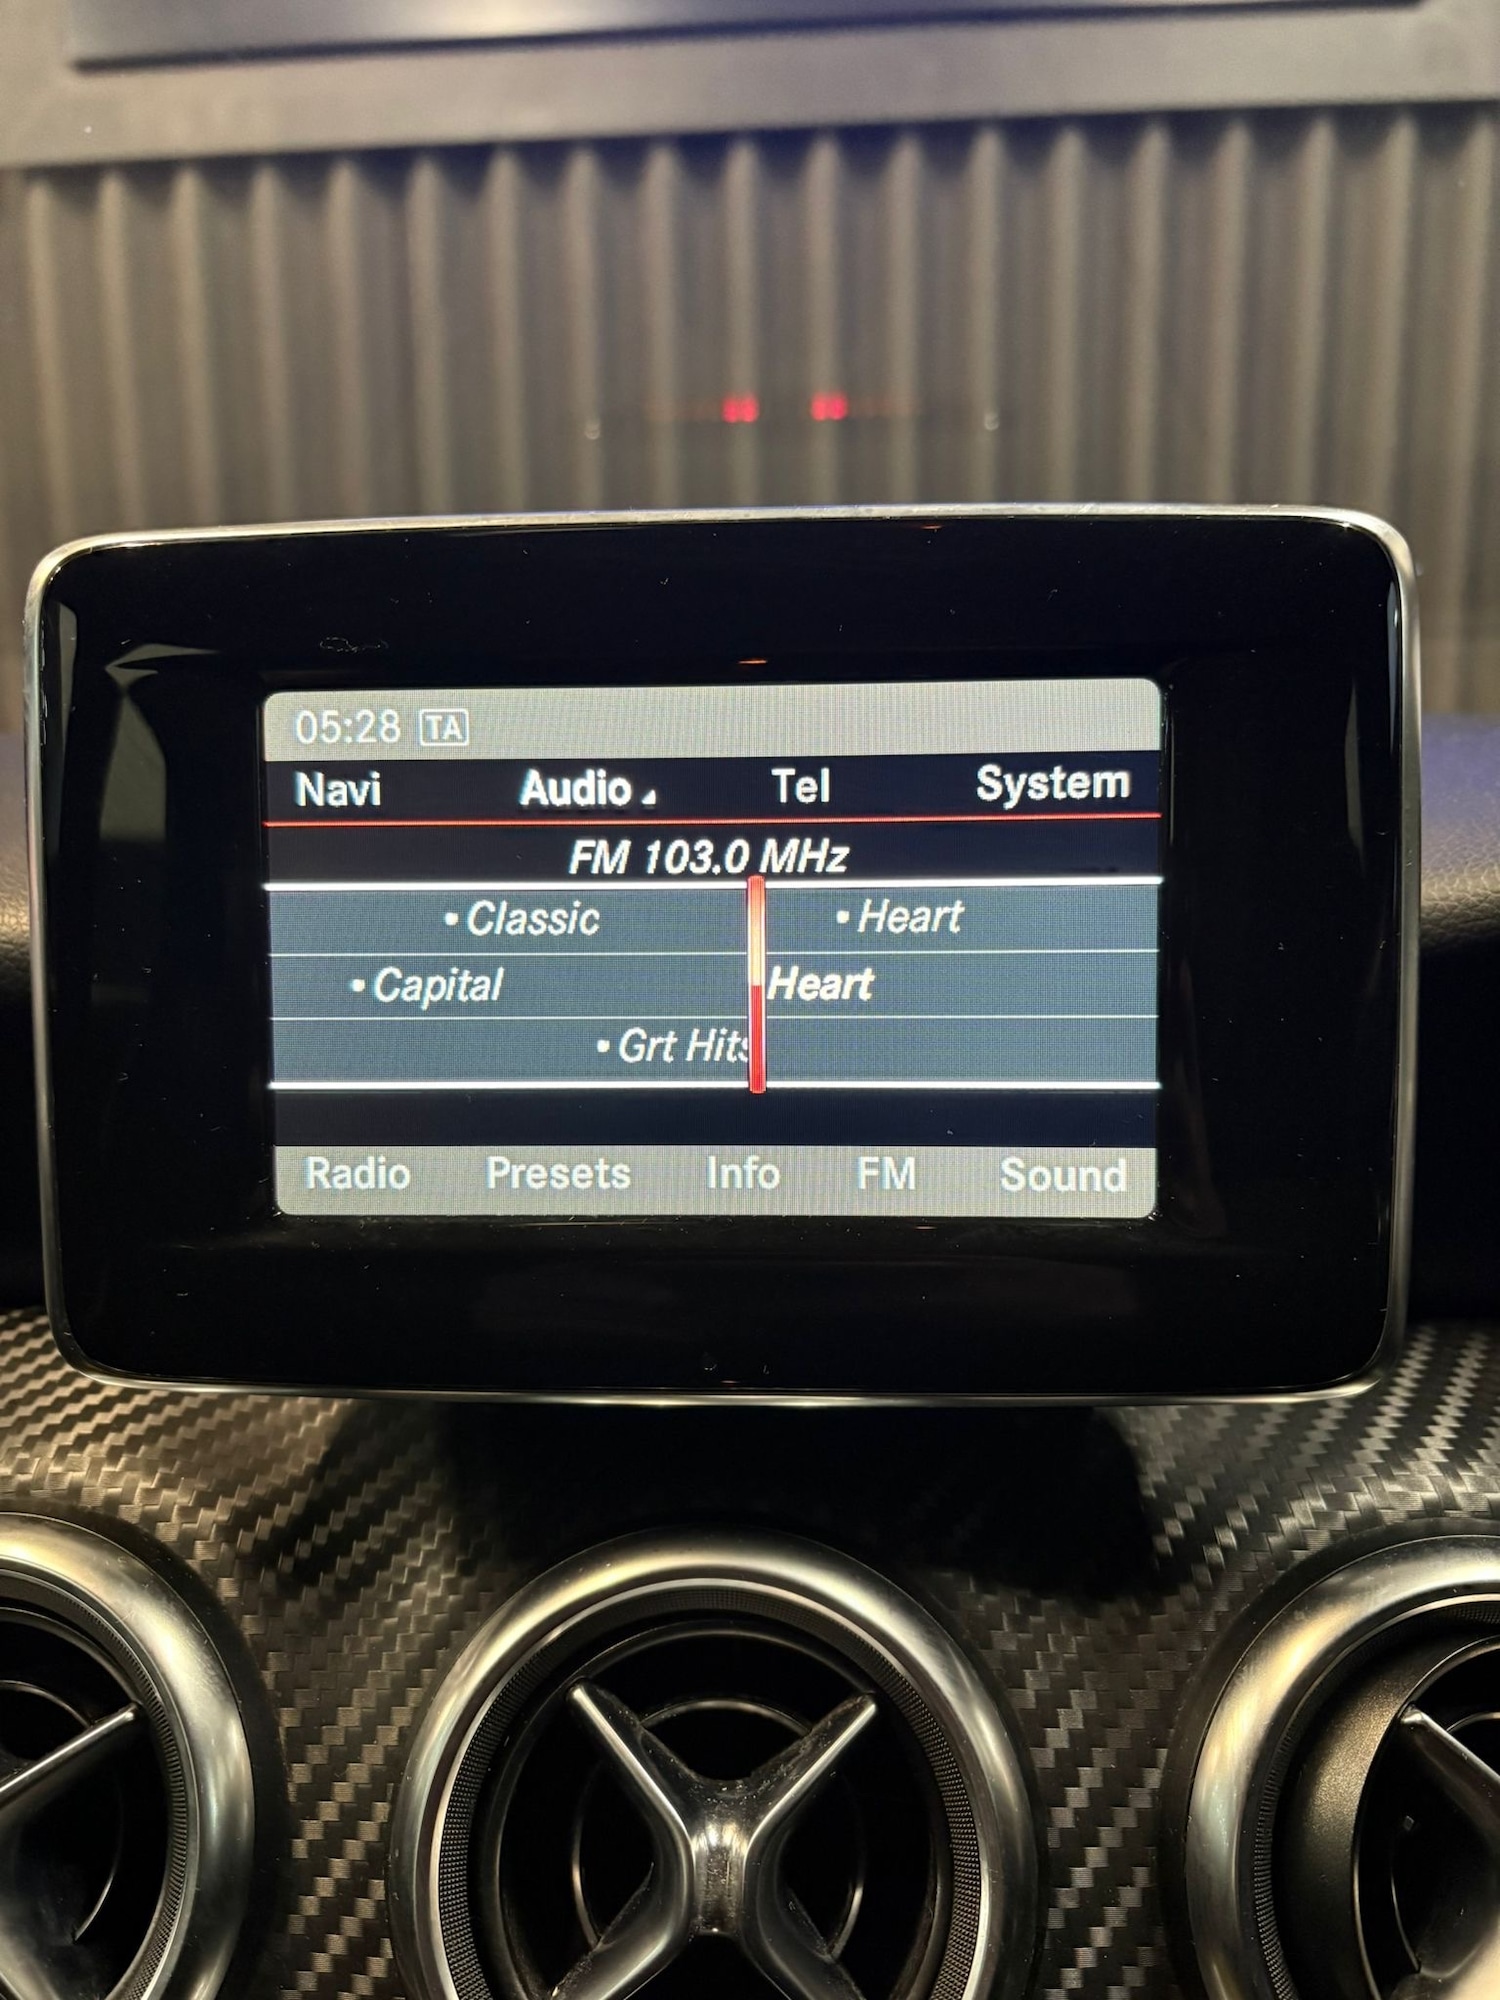 05:28 TA
Navi Audio Tel System
FM 103.0 MHz
• Classic • Heart
• Capital Heart
• Grt Hits
Radio Presets Info FM Sound